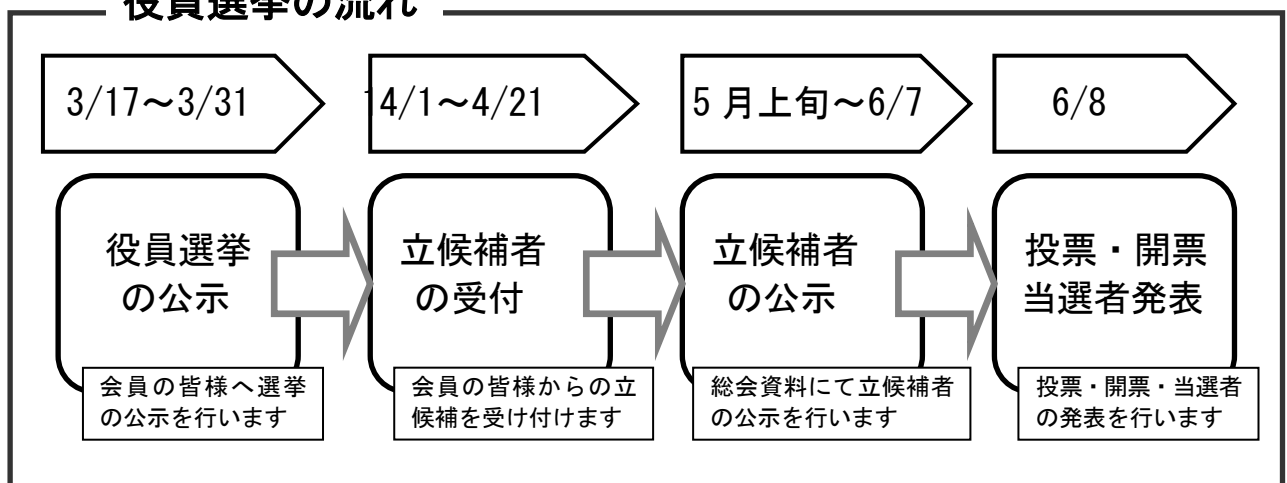 役員選挙の流れ
3/17～3/31
14/1～4/21
5月上旬～6/7
6/8
役員選挙
の公示
立候補者
の受付
立候補者
の公示
投票・開票
当選者発表
会員の皆様へ選挙
の公示を行います
会員の皆様からの立
候補を受け付けます
総会資料にて立候補者
の公示を行います
投票・開票・当選者
の発表を行います